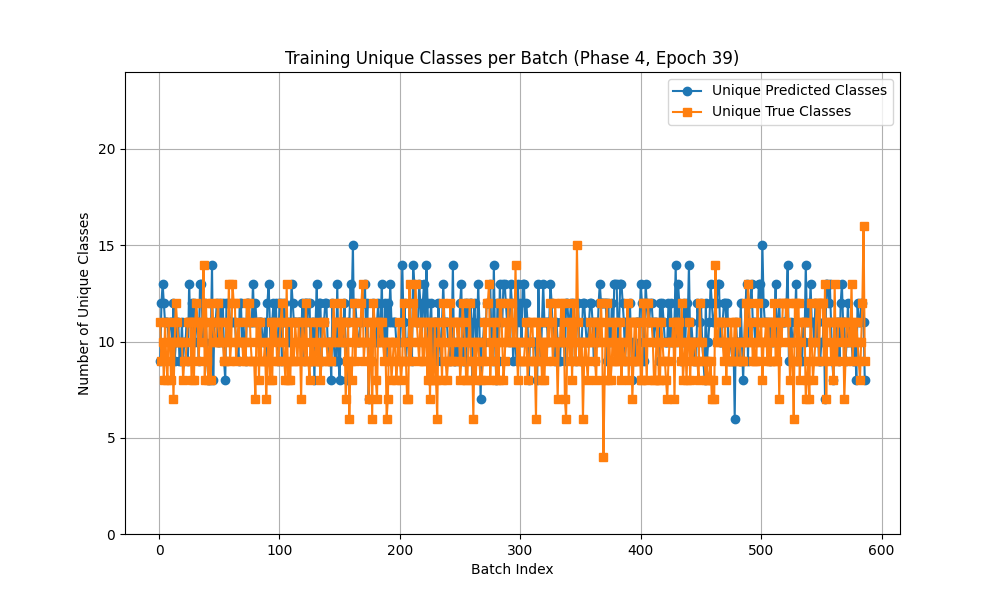 Training Unique Classes per Batch (Phase 4, Epoch 39)
Unique Predicted Classes
Unique True Classes
Number of Unique Classes
20
15
10
5
0
0 100 200 300 400 500 600
Batch Index